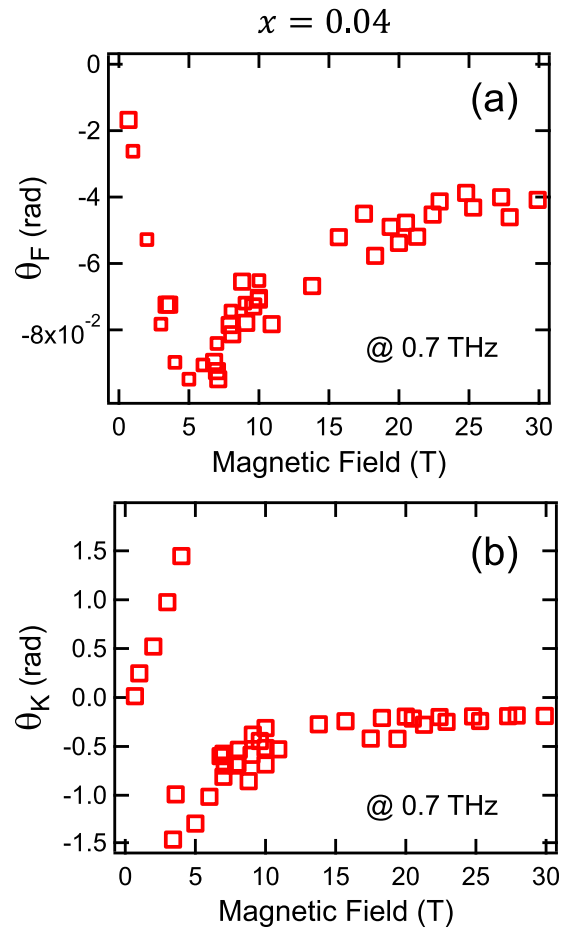 x = 0.04
(a)
0
-2
-4
-6
-8x10-2
θF (rad)
@ 0.7 THz
0 5 10 15 20 25 30
Magnetic Field (T)
(b)
1.5
1.0
0.5
0.0
-0.5
-1.0
-1.5
θK (rad)
@ 0.7 THz
0 5 10 15 20 25 30
Magnetic Field (T)